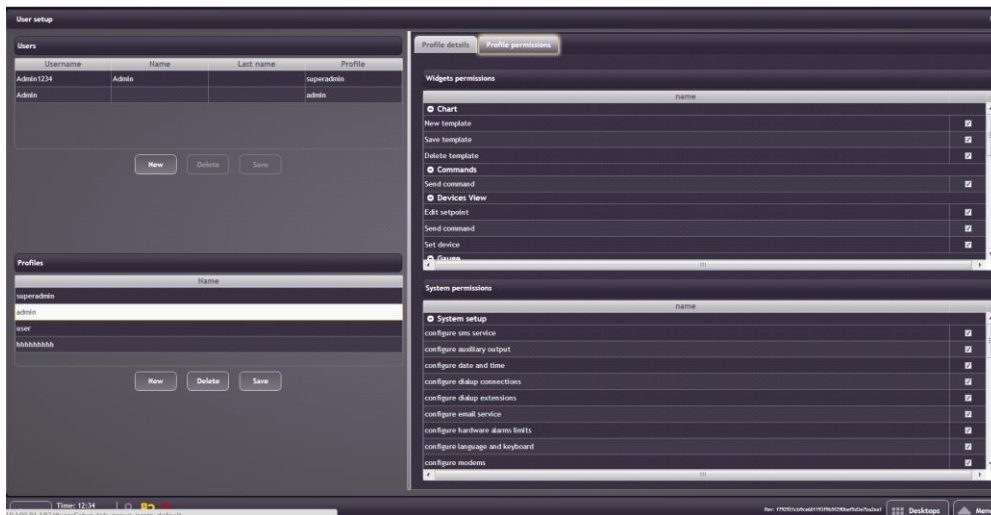 User setup
Users
Username Name Last name Profile
Admin1234 Admin superadmin
Admin admin
New Delete Save
Profiles
Name
superadmin
admin
user
hhhhhhhhh
New Delete Save
Profile details Profile permissions
Widgets permissions
name
Chart
New template
Save template
Delete template
Commands
Send command
Devices View
Edit setpoint
Send command
Set device
Gauge
System permissions
name
System setup
configure sms service
configure auxiliary output
configure date and time
configure dialup connections
configure dialup extensions
configure email service
configure hardware alarms limits
configure language and keyboard
configure modems
Time: 12:34
Rev:
Desktops
Menu